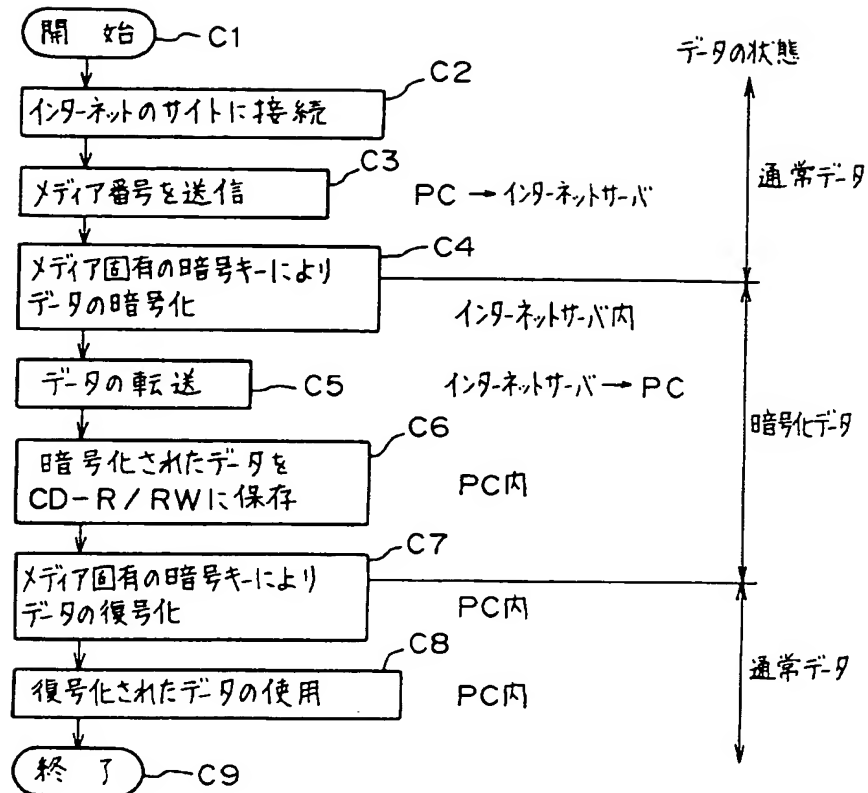 開 始
C1
データの状態
C2
インターネットのサイトに接続
C3
メディア番号を送信
PC → インターネットサーバ
通常データ
C4
メディア固有の暗号キーにより
データの暗号化
インターネットサーバ内
データの転送
C5
インターネットサーバ → PC
C6
暗号化されたデータを
CD-R/RWに保存
PC内
暗号化データ
C7
メディア固有の暗号キーにより
データの復号化
PC内
C8
復号化されたデータの使用
PC内
通常データ
終 了
C9